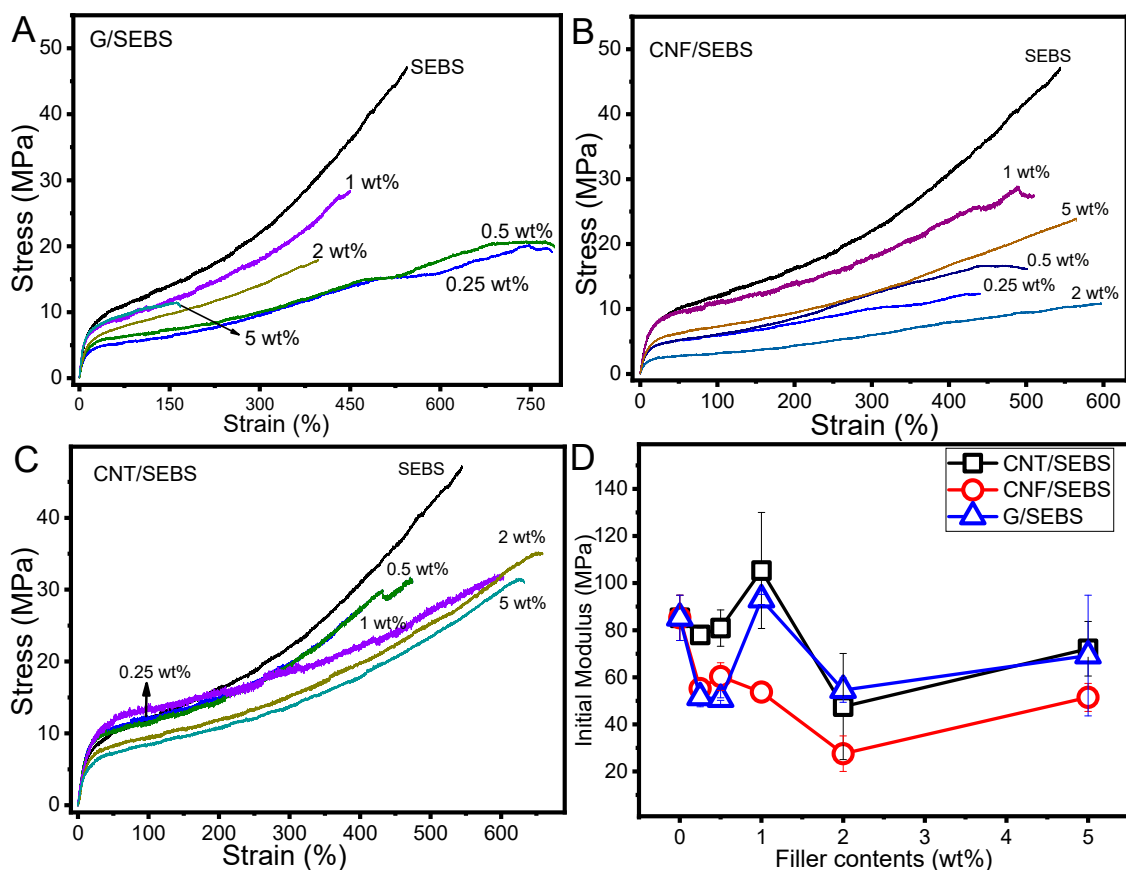 A
G/SEBS
50
40
30
20
10
0
Stress (MPa)
SEBS
1 wt%
2 wt%
0.5 wt%
0.25 wt%
5 wt%
0 150 300 450 600 750
Strain (%)
B
CNF/SEBS
50
40
30
20
10
0
Stress (MPa)
SEBS
1 wt%
5 wt%
0.5 wt%
0.25 wt%
2 wt%
0 100 200 300 400 500 600
Strain (%)
C
CNT/SEBS
40
30
20
10
0
Stress (MPa)
SEBS
2 wt%
0.5 wt%
1 wt%
5 wt%
0.25 wt%
0 100 200 300 400 500 600
Strain (%)
D
CNT/SEBS
CNF/SEBS
G/SEBS
140
120
100
80
60
40
20
Initial Modulus (MPa)
0 1 2 3 4 5
Filler contents (wt%)